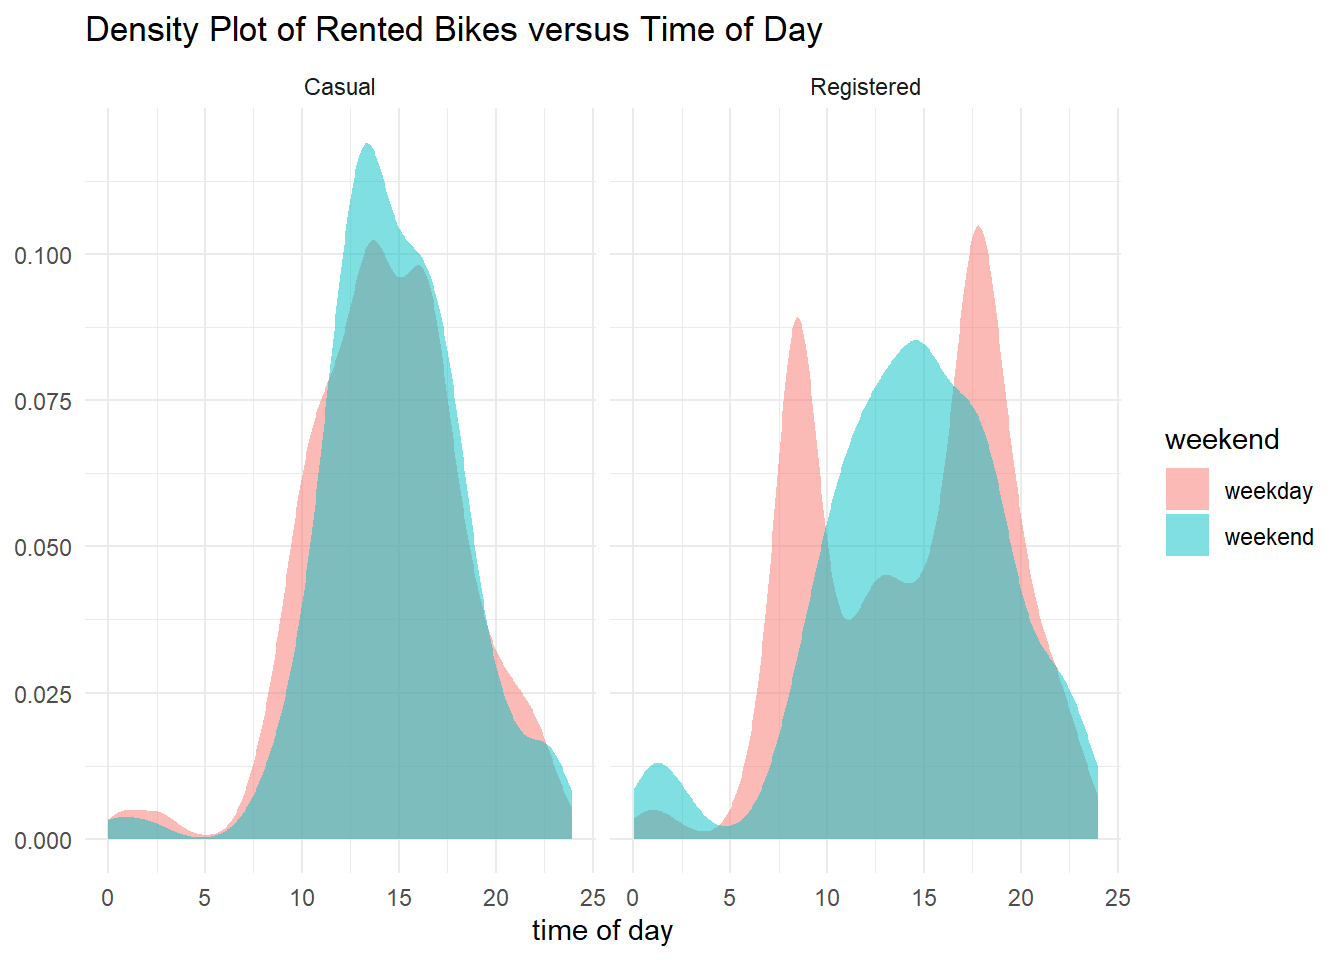 Density Plot of Rented Bikes versus Time of Day
Casual
Registered
0.100
0.075
0.050
0.025
0.000
0 5 10 15 20 25
0 5 10 15 20 25
time of day
weekend
weekday
weekend